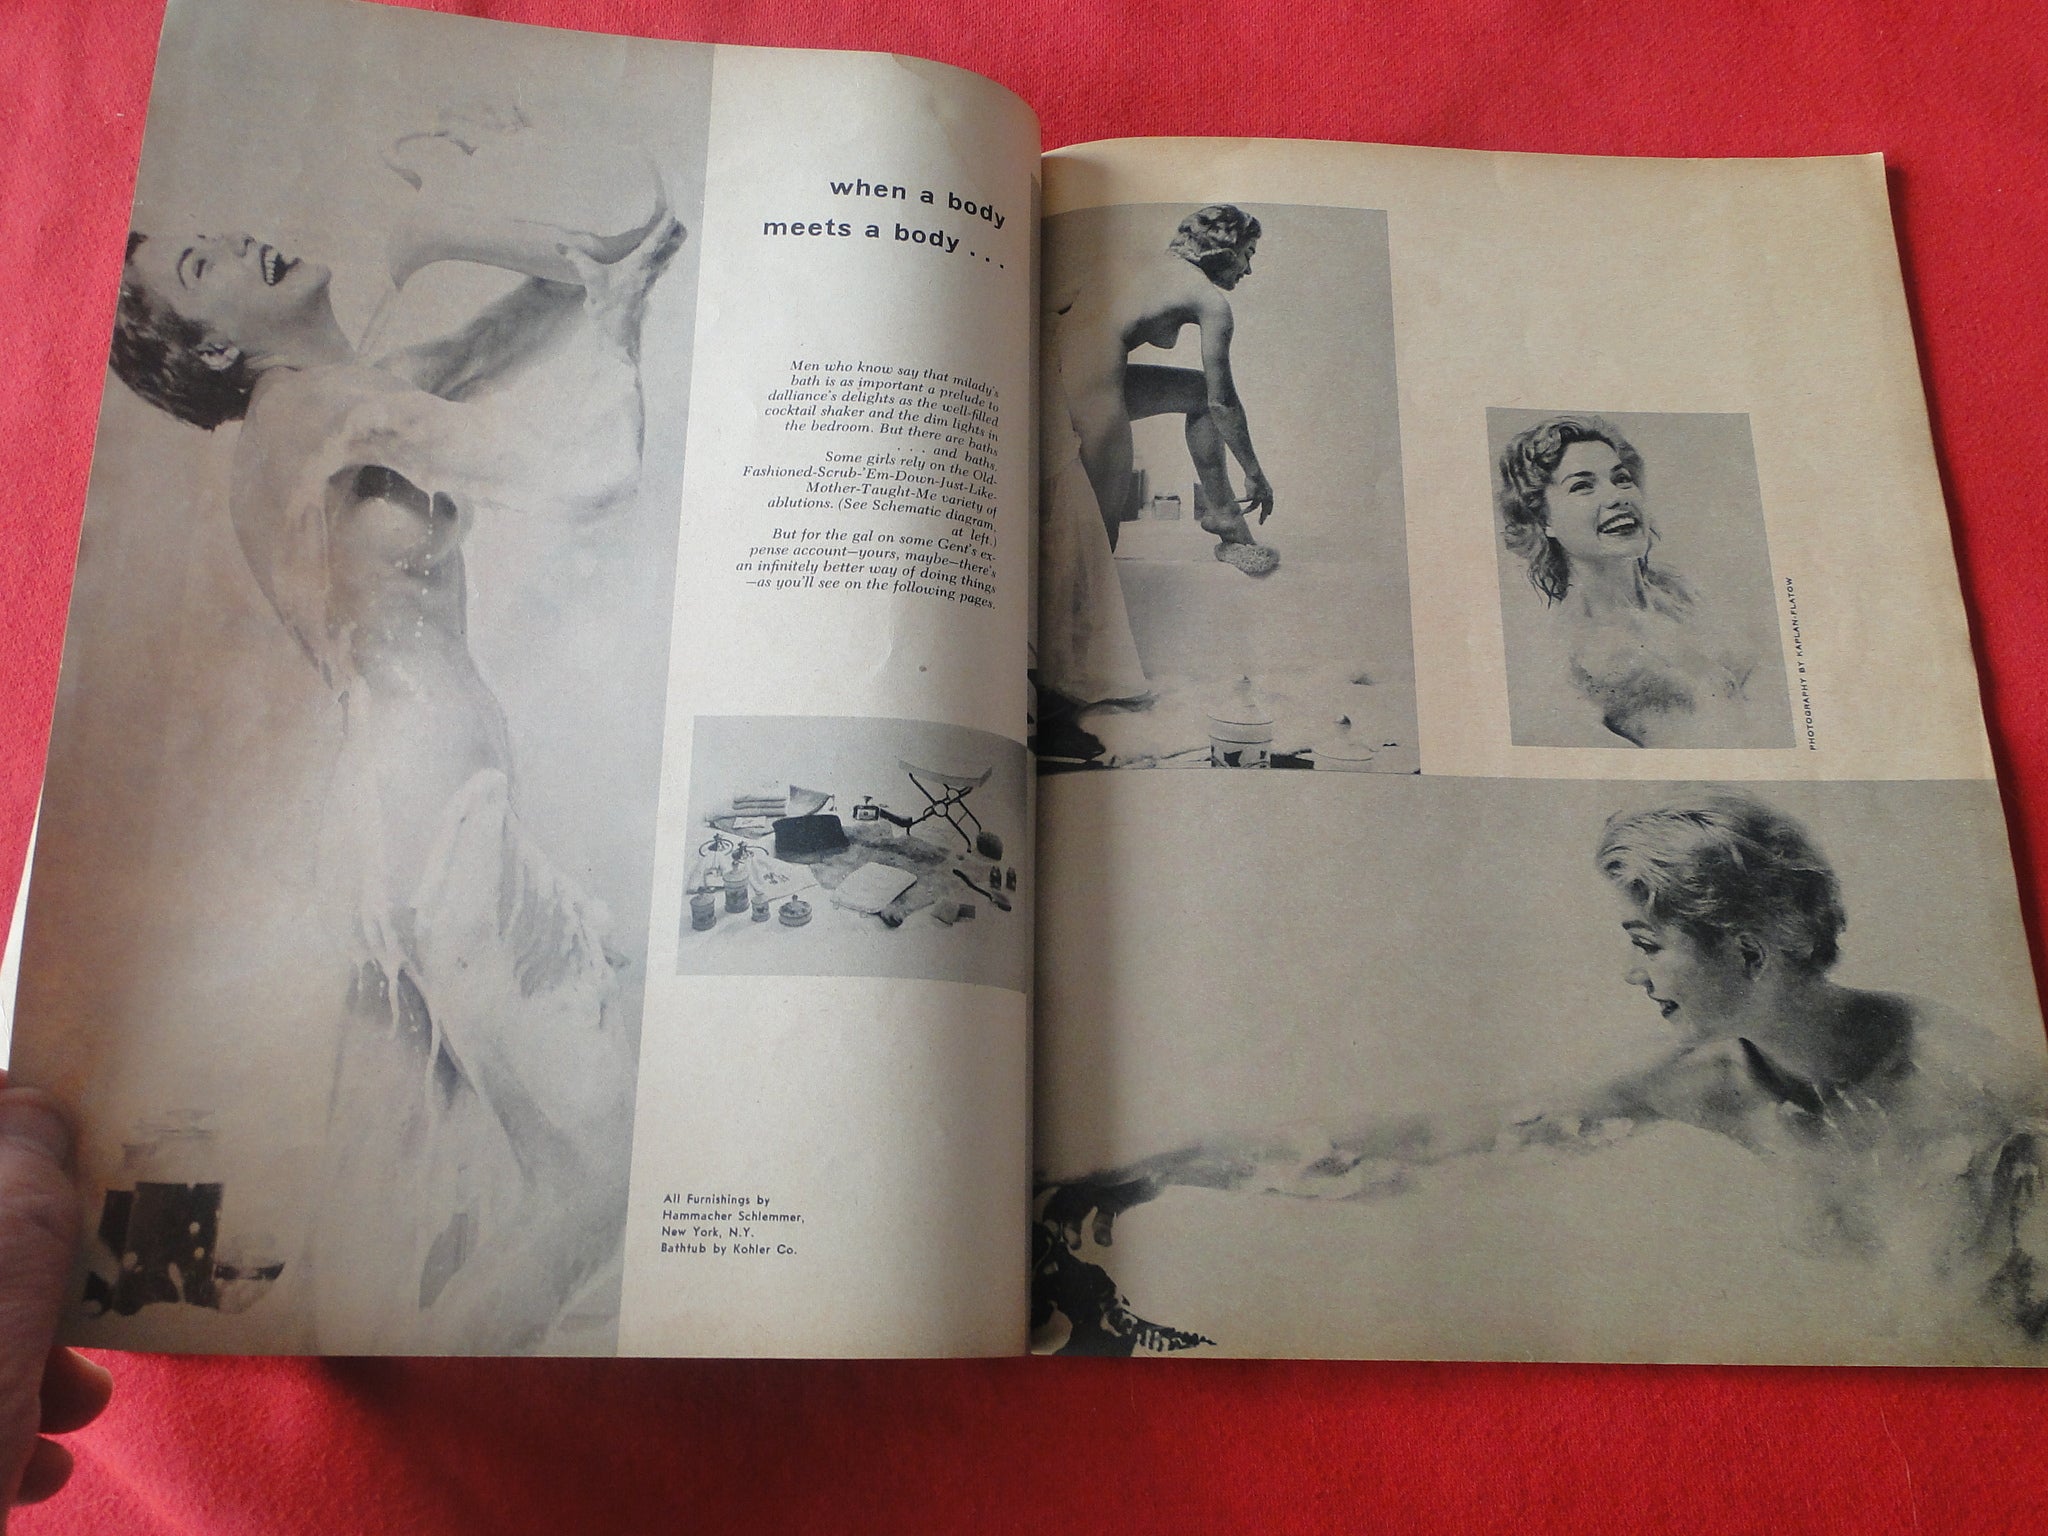 when a body
meets a body . . .
Men who know say that milady's
bath is as important a prelude to
dalliance's delights as the well-filled
cocktail shaker and the dim lights in
the bedroom. But there are baths
. . . and baths.
Some girls rely on the Old-
Fashioned-Scrub-'Em-Down-Just-Like-
Mother-Taught-Me variety of
ablutions. (See Schematic diagram,
at left.)
But for the gal on some Gent's ex-
pense account—yours, maybe—there's
an infinitely better way of doing things
—as you'll see on the following pages.
All Furnishings by
Hammacher Schlemmer,
New York, N.Y.
Bathtub by Kohler Co.
PHOTOGRAPHY BY KAPLAN-FLATOW